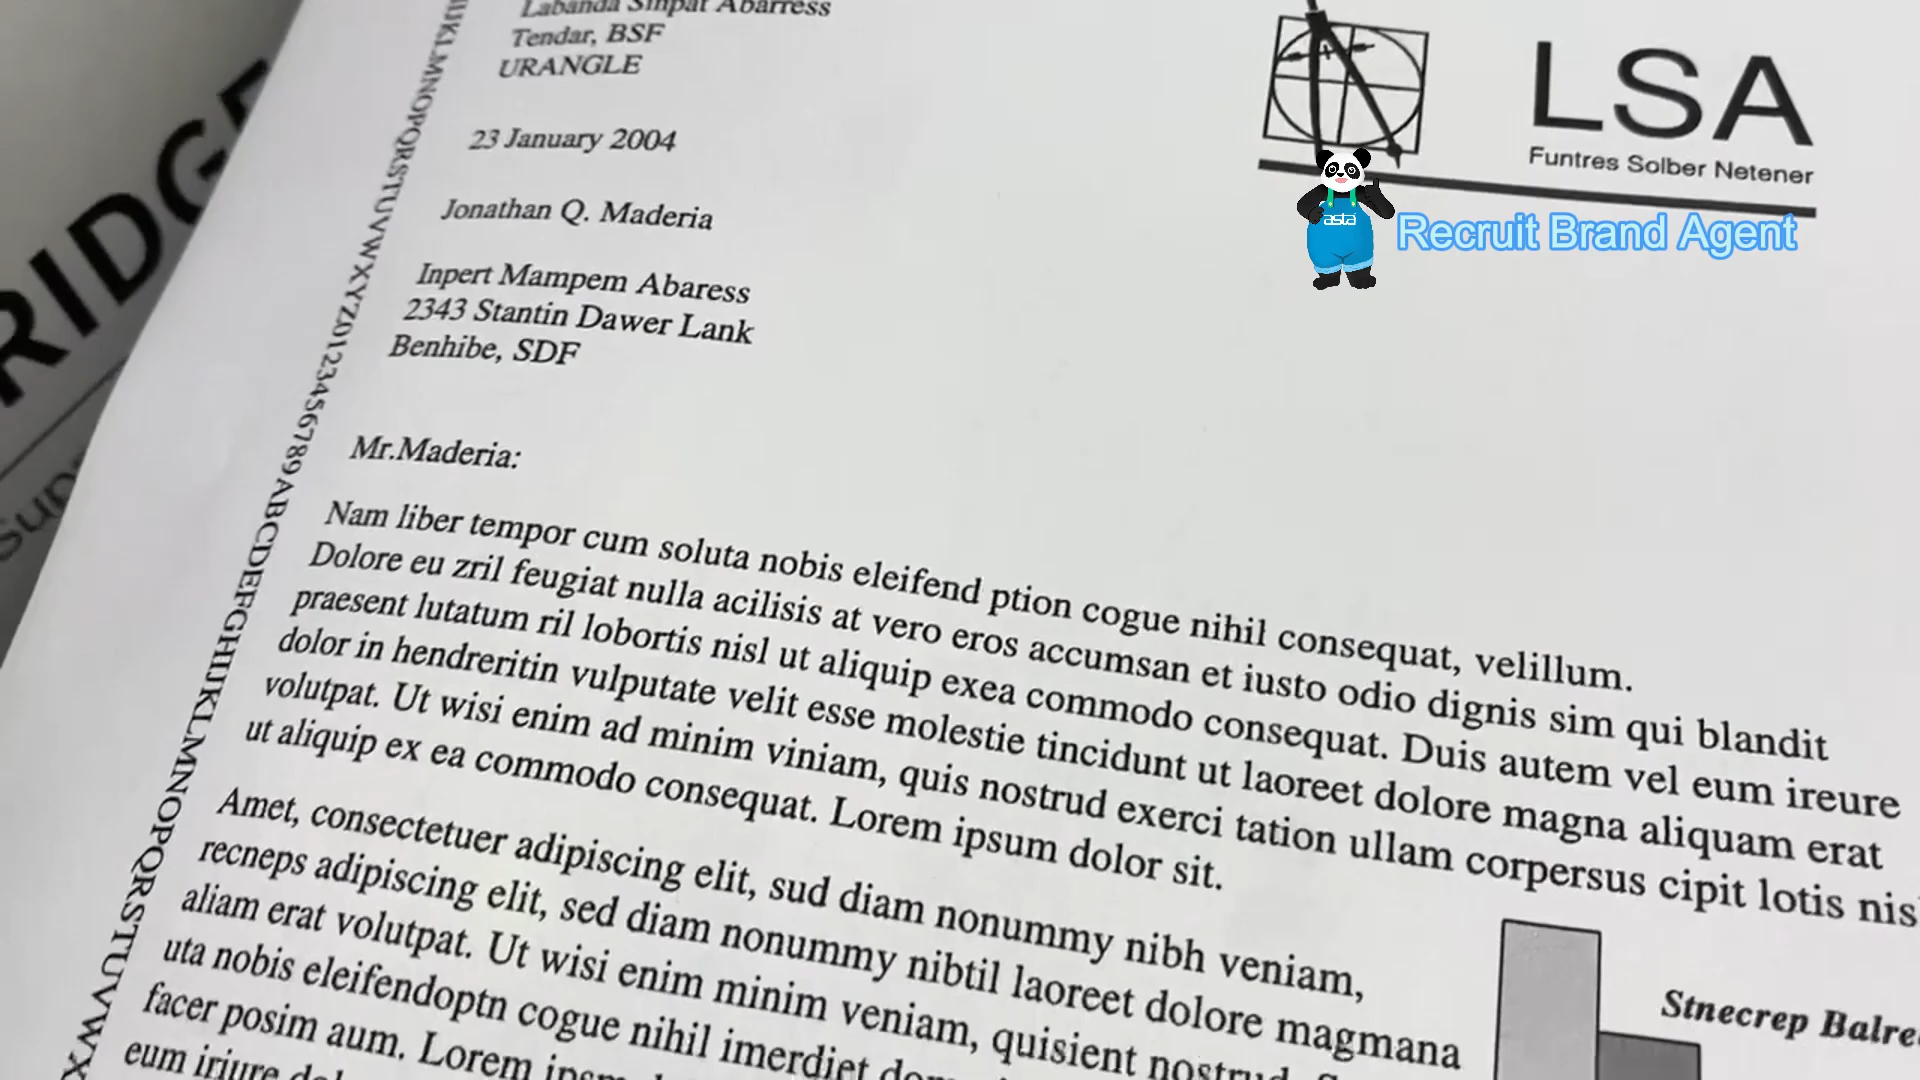 Labanda Sinpat Abarress
Tendar, BSF
URANGLE
LSA
Funtres Solber Netener
asta
Recruit Brand Agent
23 January 2004
Jonathan Q. Maderia
Inpert Mampem Abaress
2343 Stantin Dawer Lank
Benhibe, SDF
Mr.Maderia:
Nam liber tempor cum soluta nobis eleifend ption cogue nihil consequat, velillum.
Dolore eu zril feugiat nulla acilisis at vero eros accumsan et iusto odio dignis sim qui blandit
praesent lutatum ril lobortis nisl ut aliquip exea commodo consequat. Duis autem vel eum ireure
dolor in hendreritin vulputate velit esse molestie tincidunt ut laoreet dolore magna aliquam erat
volutpat. Ut wisi enim ad minim viniam, quis nostrud exerci tation ullam corpersus cipit lotis nis
ut aliquip ex ea commodo consequat. Lorem ipsum dolor sit.
Amet, consectetuer adipiscing elit, sud diam nonummy nibh veniam,
recneps adipiscing elit, sed diam nonummy nibtil laoreet dolore magmana
aliam erat volutpat. Ut wisi enim minim veniam, quisient nostrud.
uta nobis eleifendoptn cogue nihil imerdiet
facer posim aum. Lorem
eum iriure
Stnecrep Balre
IJKLMNOPQRSTUVWXYZ0123456789ABCDEFGHIJKLMNOPQRSTUVWX
RIDGE